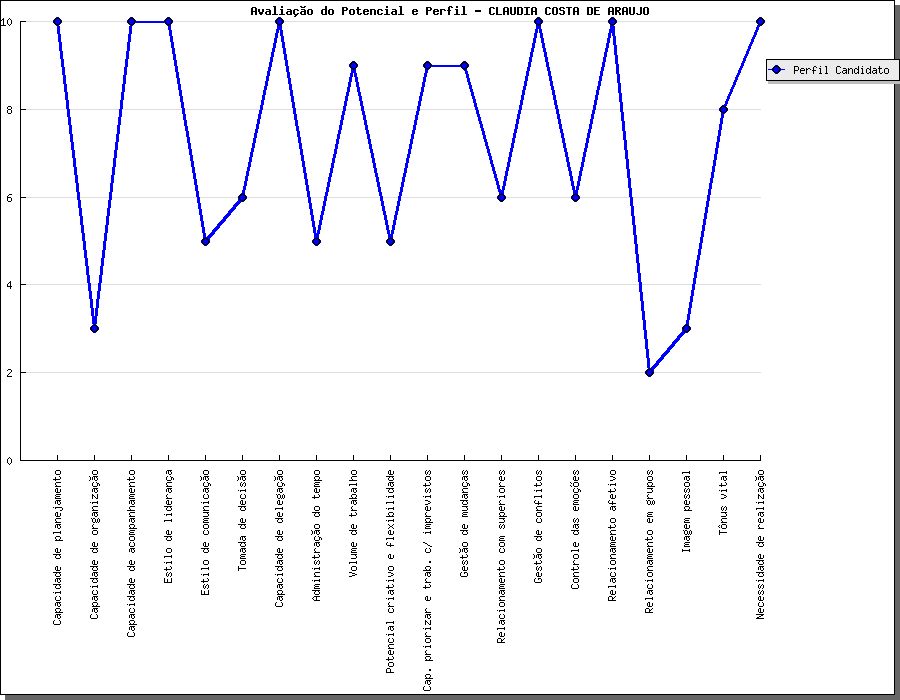 Avaliação do Potencial e Perfil - CLAUDIA COSTA DE ARAUJO
10
8
6
4
2
0
Perfil Candidato
Capacidade de planejamento
Capacidade de organização
Capacidade de acompanhamento
Estilo de liderança
Estilo de comunicação
Tomada de decisão
Capacidade de delegação
Administração do tempo
Volume de trabalho
Potencial criativo e flexibilidade
Cap. priorizar e trab. c/ imprevistos
Gestão de mudanças
Relacionamento com superiores
Gestão de conflitos
Controle das emoções
Relacionamento afetivo
Relacionamento em grupos
Imagem pessoal
Tônus vital
Necessidade de realização